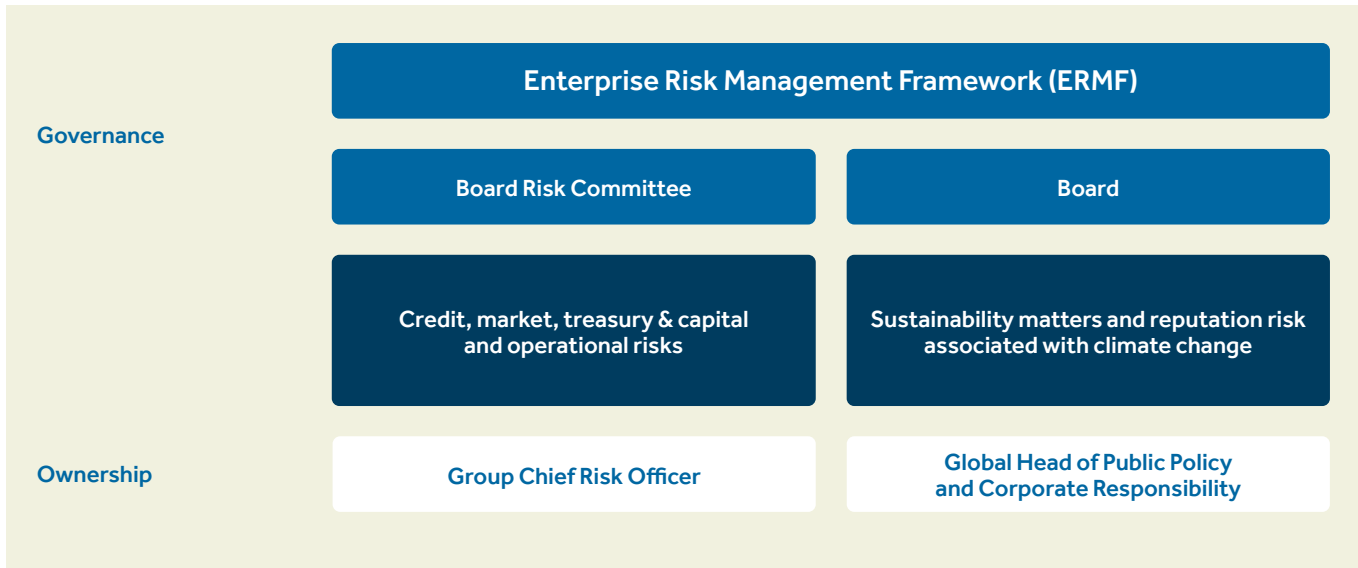 Enterprise Risk Management Framework (ERMF)
Governance
Board Risk Committee
Board
Credit, market, treasury & capital
and operational risks
Sustainability matters and reputation risk
associated with climate change
Ownership
Group Chief Risk Officer
Global Head of Public Policy
and Corporate Responsibility